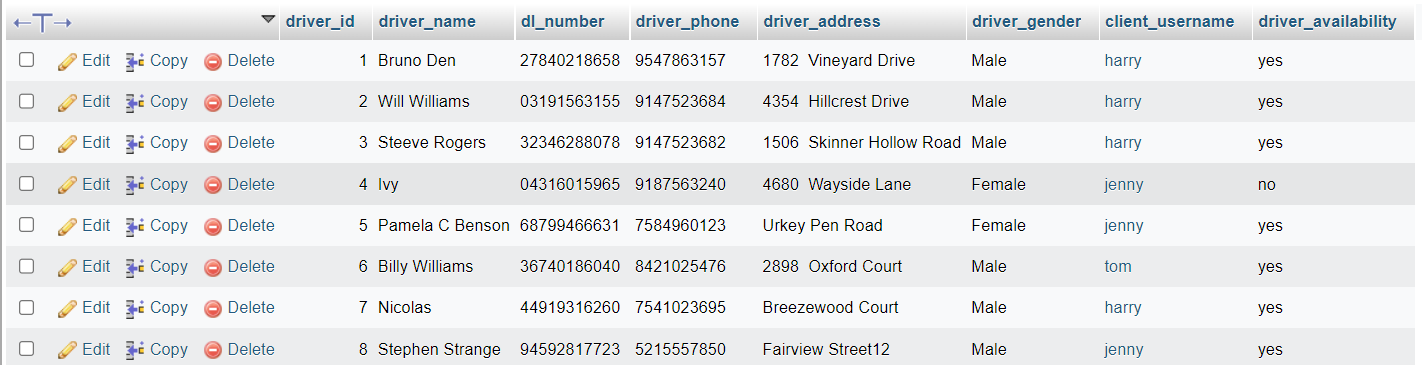 driver_id driver_name dl_number driver_phone driver_address driver_gender client_username driver_availability
Edit Copy Delete 1 Bruno Den 27840218658 9547863157 1782 Vineyard Drive Male harry yes
Edit Copy Delete 2 Will Williams 03191563155 9147523684 4354 Hillcrest Drive Male harry yes
Edit Copy Delete 3 Steeve Rogers 32346288078 9147523682 1506 Skinner Hollow Road Male harry yes
Edit Copy Delete 4 Ivy 04316015965 9187563240 4680 Wayside Lane Female jenny no
Edit Copy Delete 5 Pamela C Benson 68799466631 7584960123 Urkey Pen Road Female jenny yes
Edit Copy Delete 6 Billy Williams 36740186040 8421025476 2898 Oxford Court Male tom yes
Edit Copy Delete 7 Nicolas 44919316260 7541023695 Breezewood Court Male harry yes
Edit Copy Delete 8 Stephen Strange 94592817723 5215557850 Fairview Street12 Male jenny yes